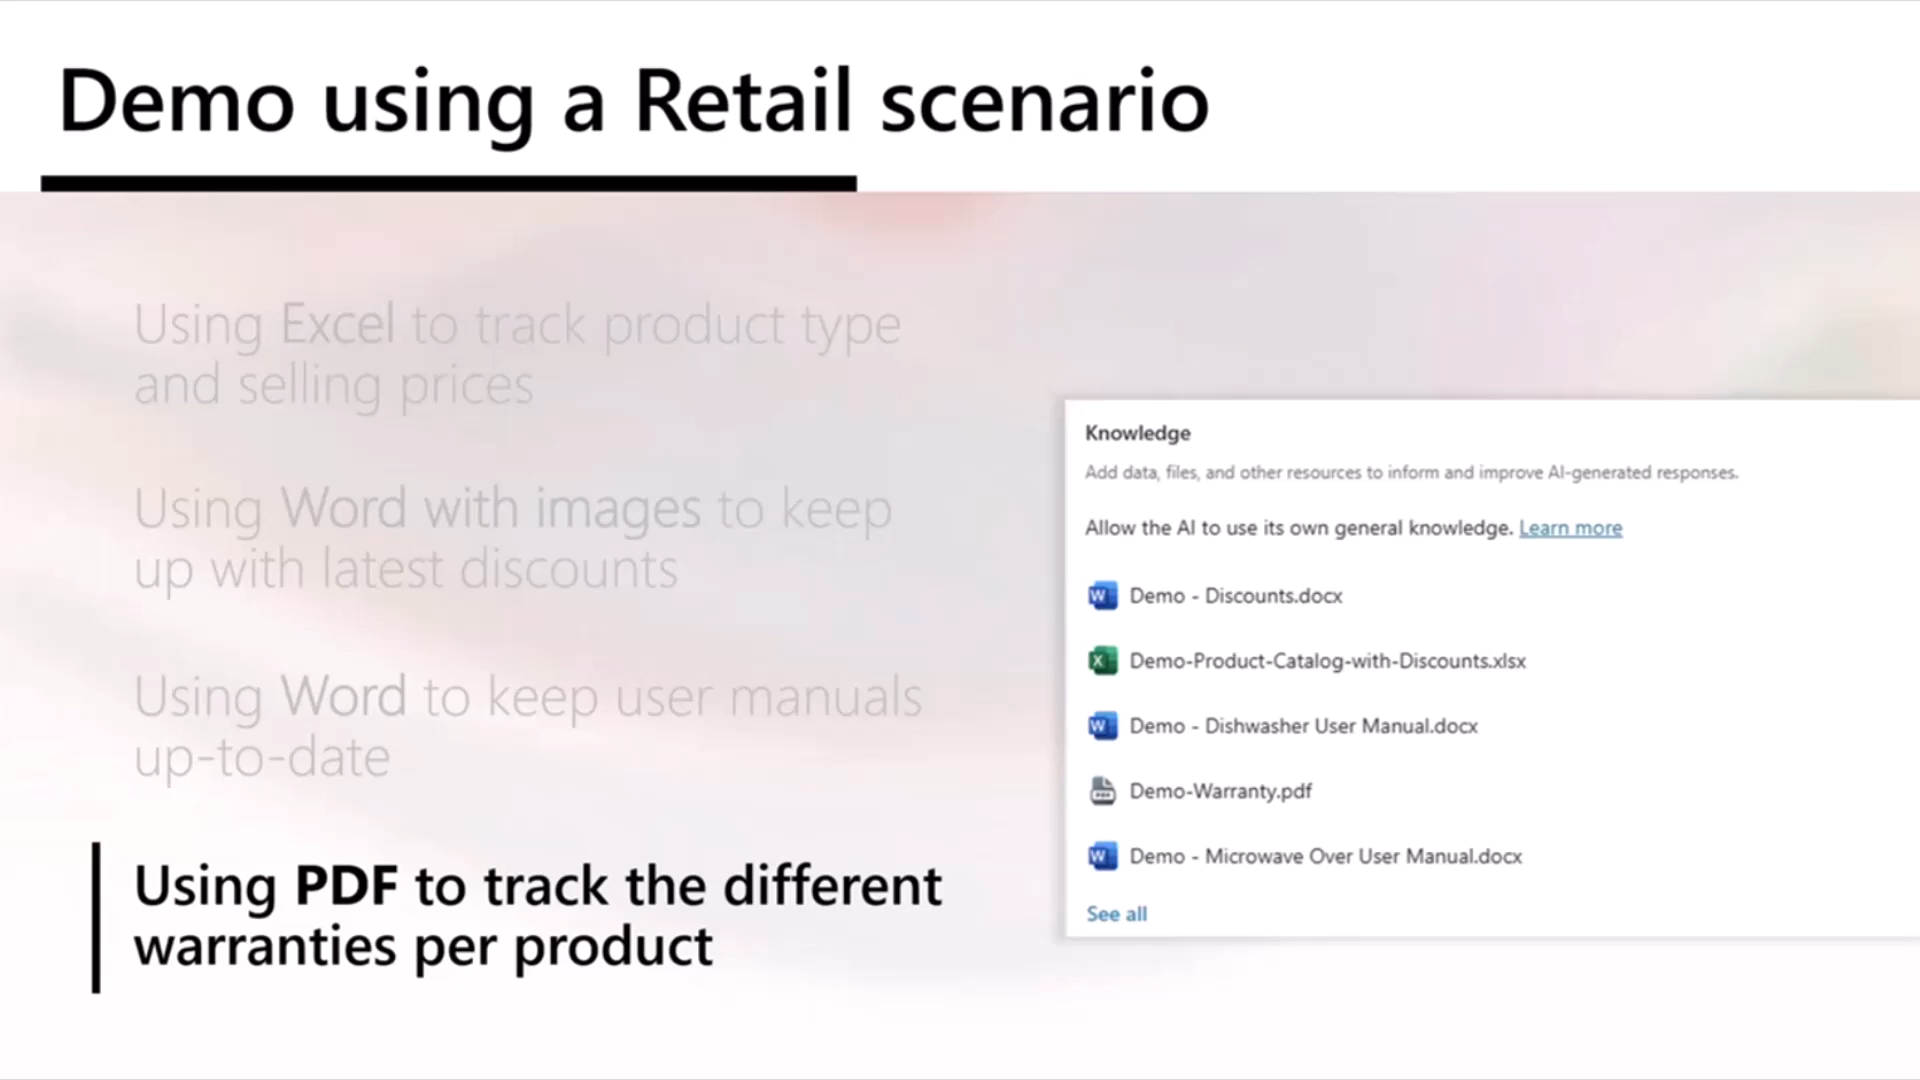 Demo using a Retail scenario
Using Excel to track product type
and selling prices
Using Word with images to keep
up with latest discounts
Using Word to keep user manuals
up-to-date
Using PDF to track the different
warranties per product
Knowledge
Add data, files, and other resources to inform and improve AI-generated responses.
Allow the AI to use its own general knowledge. Learn more
Demo - Discounts.docx
Demo-Product-Catalog-with-Discounts.xlsx
Demo - Dishwasher User Manual.docx
Demo-Warranty.pdf
Demo - Microwave Over User Manual.docx
See all